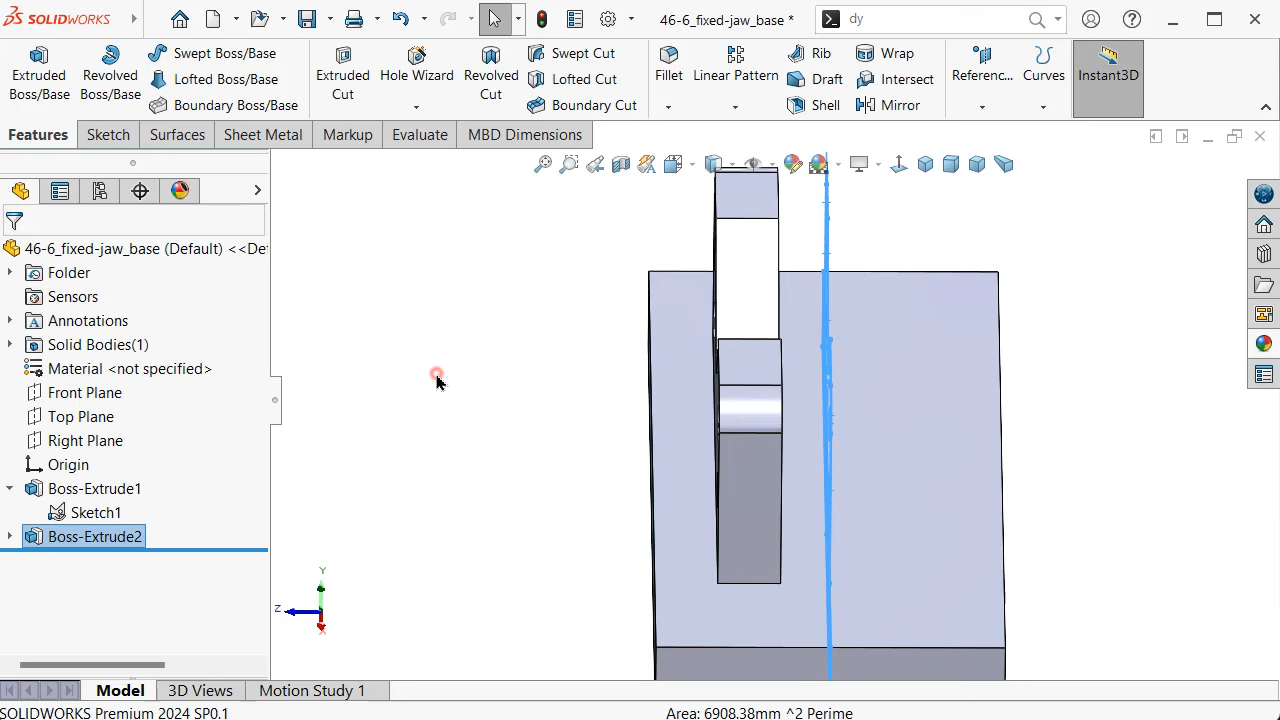 SOLIDWORKS
46-6_fixed-jaw_base *
dy
Extruded Boss/Base
Revolved Boss/Base
Swept Boss/Base
Lofted Boss/Base
Boundary Boss/Base
Extruded Cut
Hole Wizard
Revolved Cut
Swept Cut
Lofted Cut
Boundary Cut
Fillet
Linear Pattern
Rib
Draft
Shell
Wrap
Intersect
Mirror
Referenc...
Curves
Instant3D
Features Sketch Surfaces Sheet Metal Markup Evaluate MBD Dimensions
46-6_fixed-jaw_base (Default) <<De
Folder
Sensors
Annotations
Solid Bodies(1)
Material <not specified>
Front Plane
Top Plane
Right Plane
Origin
Boss-Extrude1
Sketch1
Boss-Extrude2
Y
Z
X
Model 3D Views Motion Study 1
SOLIDWORKS Premium 2024 SP0.1 Area: 6908.38mm ^2 Perime